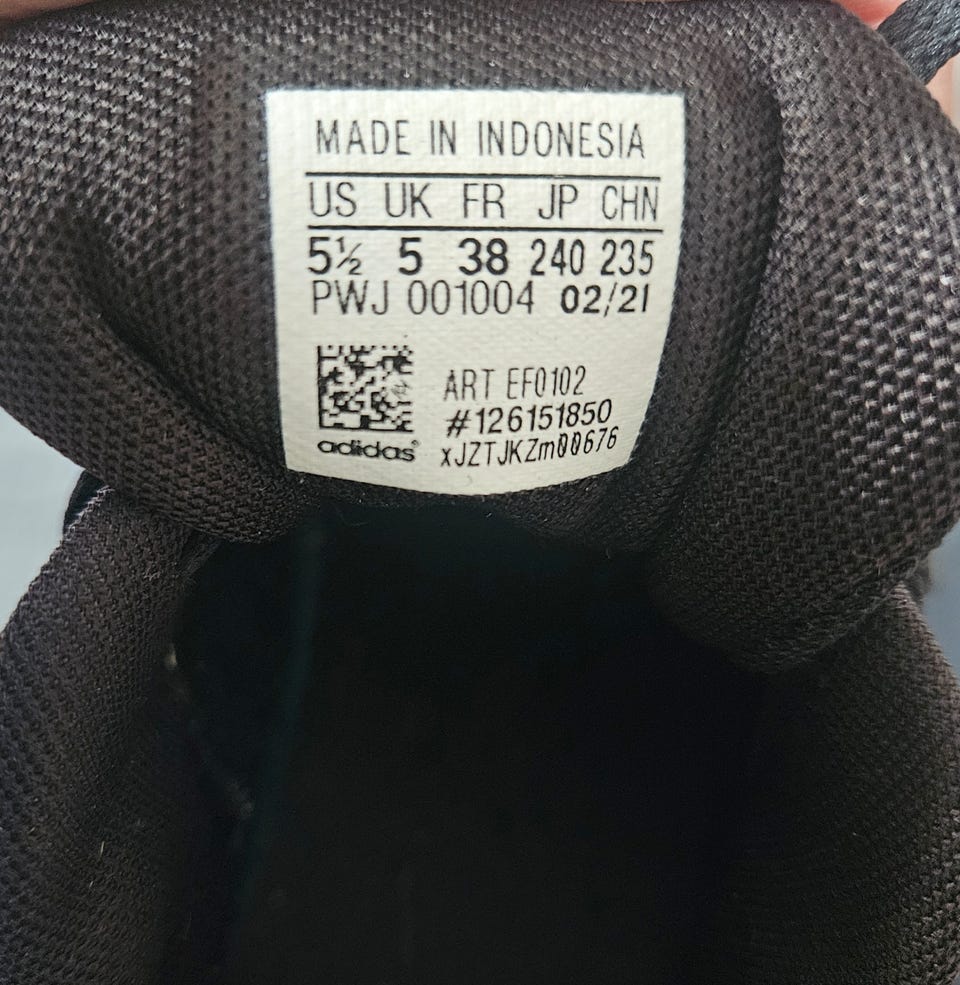 MADE IN INDONESIA
US UK FR JP CHN
5½ 5 38 240 235
PWJ 001004 02/21
ART EF0102
#126151850
adidas® xJZTJKZm00676